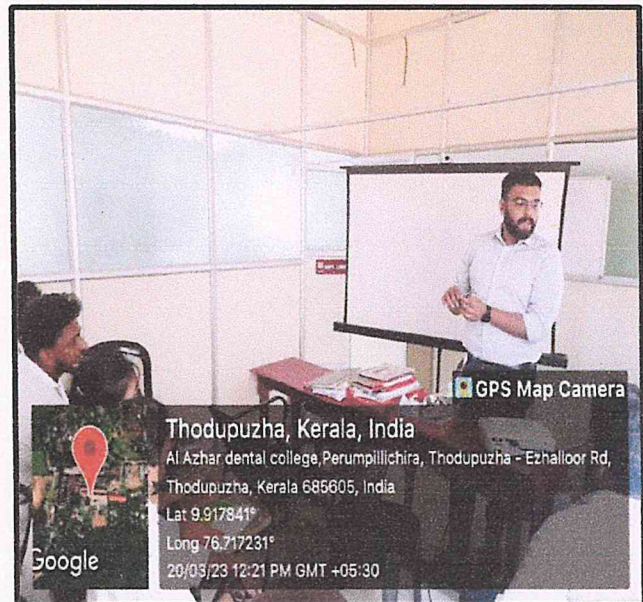 GPS Map Camera
Thodupuzha, Kerala, India
Al Azhar dental college,Perumpillichira, Thodupuzha - Ezhalloor Rd,
Thodupuzha, Kerala 685605, India
Lat 9.917841°
Long 76.717231°
20/03/23 12:21 PM GMT +05:30
Google